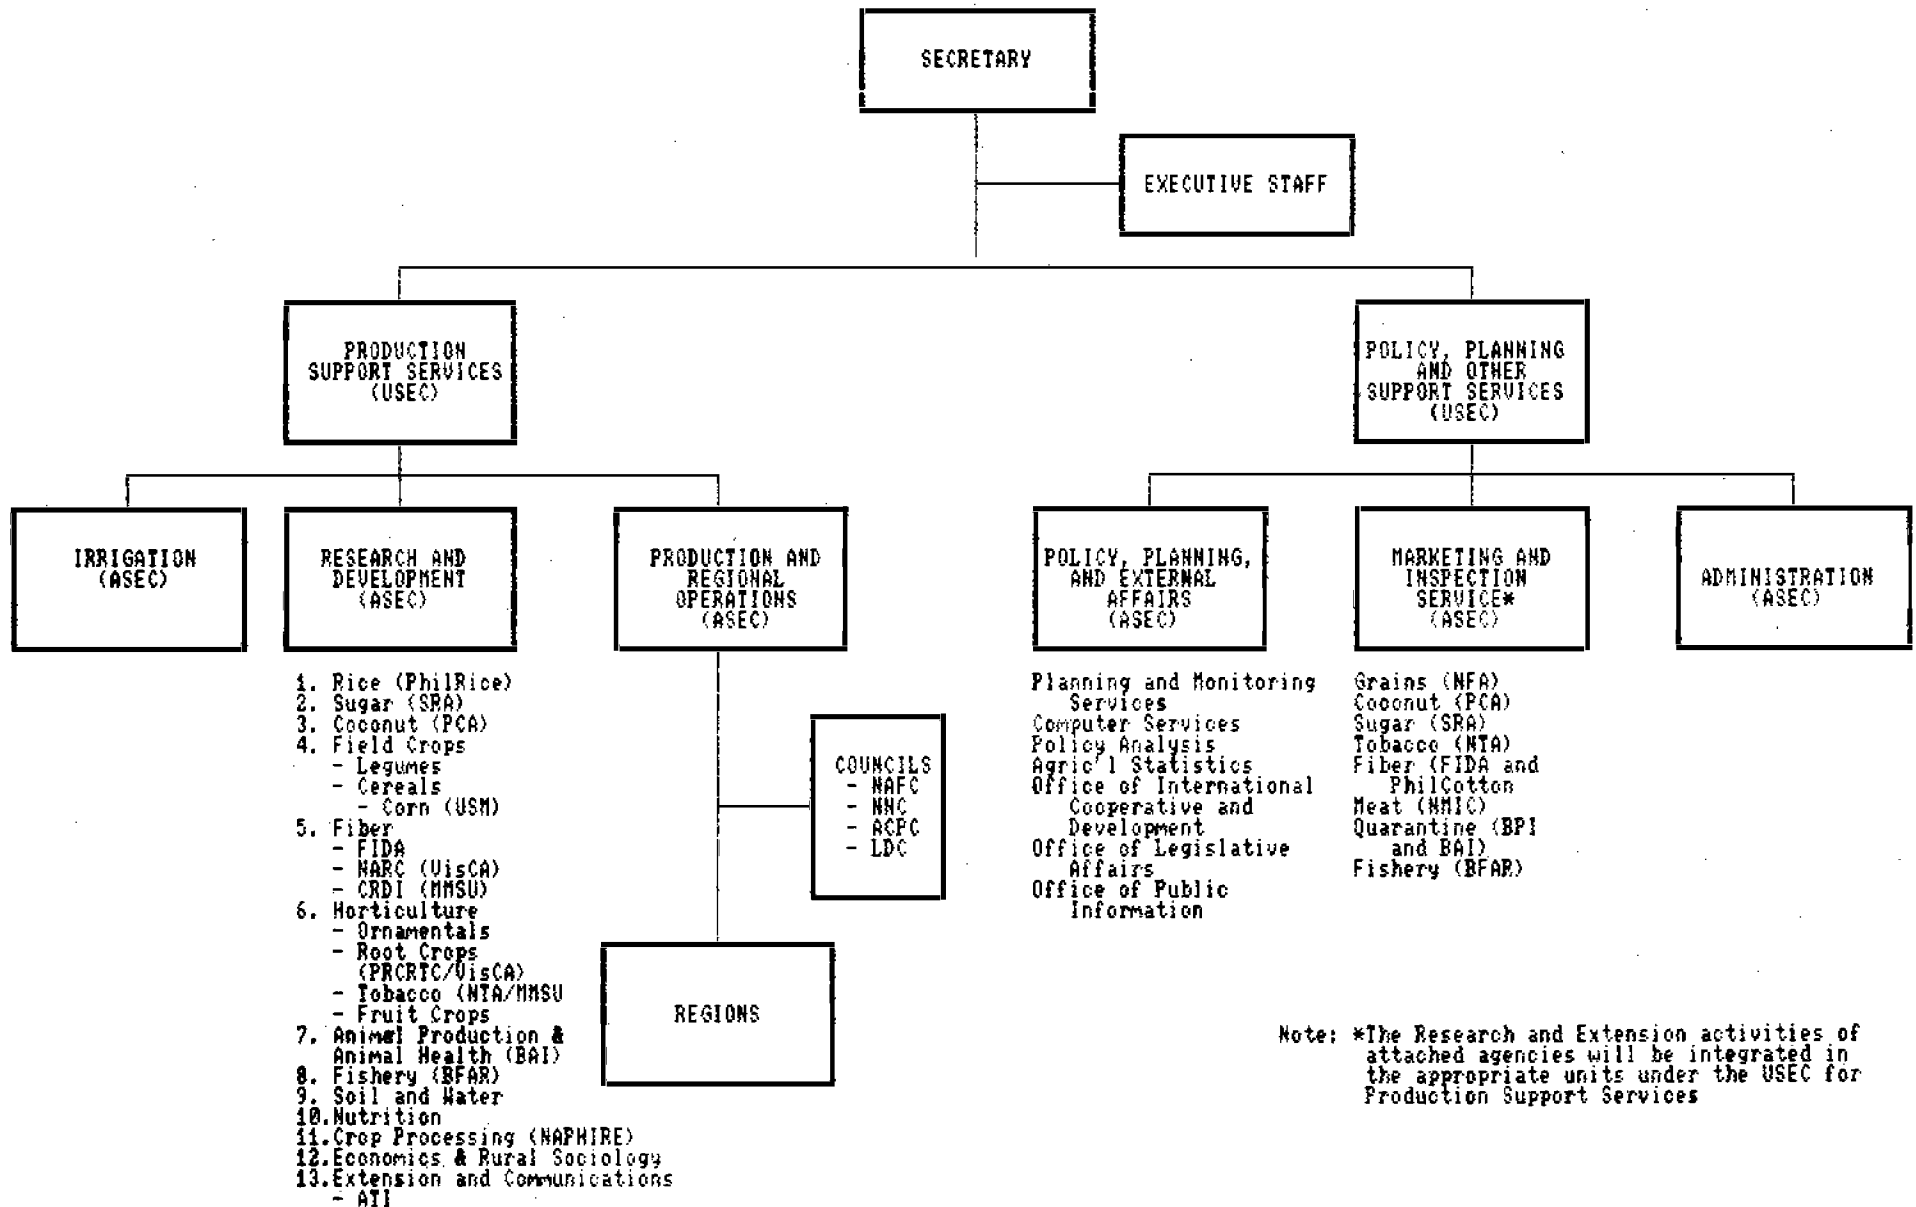 SECRETARY
EXECUTIVE STAFF
PRODUCTION
SUPPORT SERVICES
(USEC)
POLICY, PLANNING
AND OTHER
SUPPORT SERVICES
(USEC)
IRRIGATION
(ASEC)
RESEARCH AND
DEVELOPMENT
(ASEC)
PRODUCTION AND
REGIONAL
OPERATIONS
(ASEC)
POLICY, PLANNING,
AND EXTERNAL
AFFAIRS
(ASEC)
MARKETING AND
INSPECTION
SERVICE*
(ASEC)
ADMINISTRATION
(ASEC)
1. Rice (PhilRice)
2. Sugar (SRA)
3. Coconut (PCA)
4. Field Crops
- Legumes
- Cereals
- Corn (USM)
5. Fiber
- FIDA
- NARC (VisCA)
- CRDI (MMSU)
6. Horticulture
- Ornamentals
- Root Crops
(PRCRTC/VisCA)
- Tobacco (NTA/MMSU
- Fruit Crops
7. Animal Production &
Animal Health (BAI)
8. Fishery (BFAR)
9. Soil and Water
10.Nutrition
11.Crop Processing (NAPHIRE)
12.Economics & Rural Sociology
13.Extension and Communications
- ATI
COUNCILS
- NAFC
- NNC
- ACPC
- LDC
REGIONS
Planning and Monitoring
Services
Computer Services
Policy Analysis
Agric'l Statistics
Office of International
Cooperative and
Development
Office of Legislative
Affairs
Office of Public
Information
Grains (NFA)
Coconut (PCA)
Sugar (SRA)
Tobacco (NTA)
Fiber (FIDA and
PhilCotton
Meat (NMIC)
Quarantine (BPI
and BAI)
Fishery (BFAR)
Note: *The Research and Extension activities of
attached agencies will be integrated in
the appropriate units under the USEC for
Production Support Services